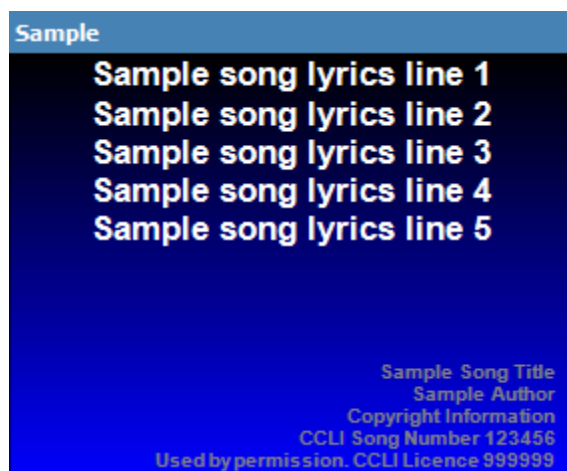 Sample
Sample song lyrics line 1
Sample song lyrics line 2
Sample song lyrics line 3
Sample song lyrics line 4
Sample song lyrics line 5
Sample Song Title
Sample Author
Copyright Information
CCLI Song Number 123456
Used by permission. CCLI Licence 999999